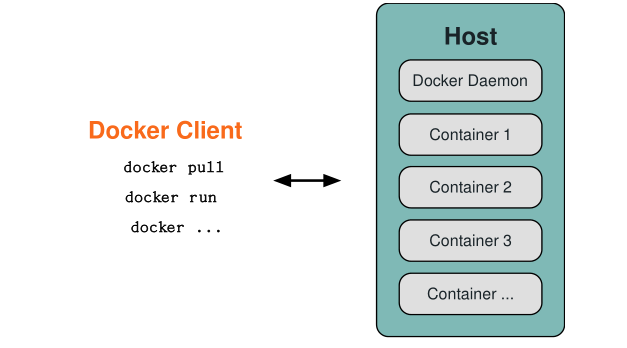 Docker Client
docker pull
docker run
docker ...
Host
Docker Daemon
Container 1
Container 2
Container 3
Container ...